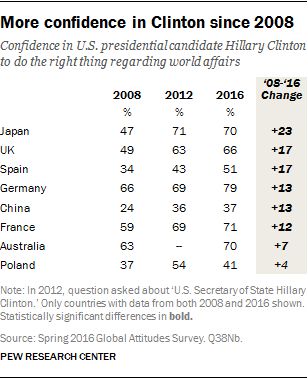 More confidence in Clinton since 2008
Confidence in U.S. presidential candidate Hillary Clinton
to do the right thing regarding world affairs
2008 2012 2016 '08-'16 Change
% % %
Japan 47 71 70 +23
UK 49 63 66 +17
Spain 34 43 51 +17
Germany 66 69 79 +13
China 24 36 37 +13
France 59 69 71 +12
Australia 63 – 70 +7
Poland 37 54 41 +4
Note: In 2012, question asked about 'U.S. Secretary of State Hillary
Clinton.' Only countries with data from both 2008 and 2016 shown.
Statistically significant differences in bold.
Source: Spring 2016 Global Attitudes Survey. Q38Nb.
PEW RESEARCH CENTER